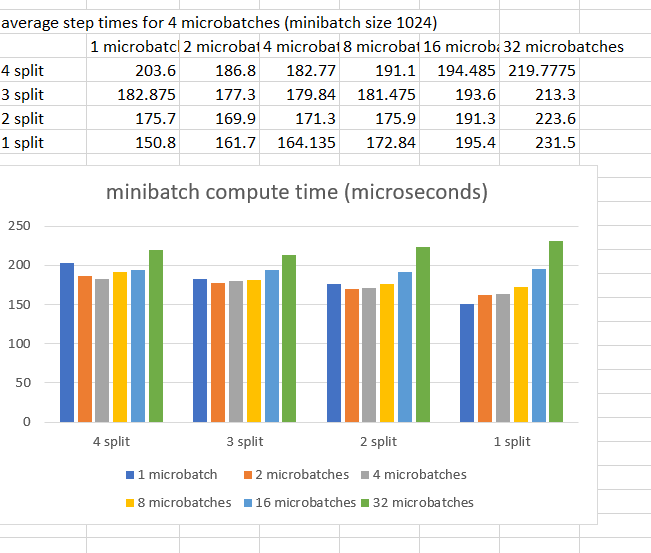 average step times for 4 microbatches (minibatch size 1024)
1 microbatcl 2 microbat 4 microbat 8 microbat 16 microba 32 microbatches
4 split 203.6 186.8 182.77 191.1 194.485 219.7775
3 split 182.875 177.3 179.84 181.475 193.6 213.3
2 split 175.7 169.9 171.3 175.9 191.3 223.6
1 split 150.8 161.7 164.135 172.84 195.4 231.5
minibatch compute time (microseconds)
250
200
150
100
50
0
4 split 3 split 2 split 1 split
1 microbatch 2 microbatches 4 microbatches
8 microbatches 16 microbatches 32 microbatches